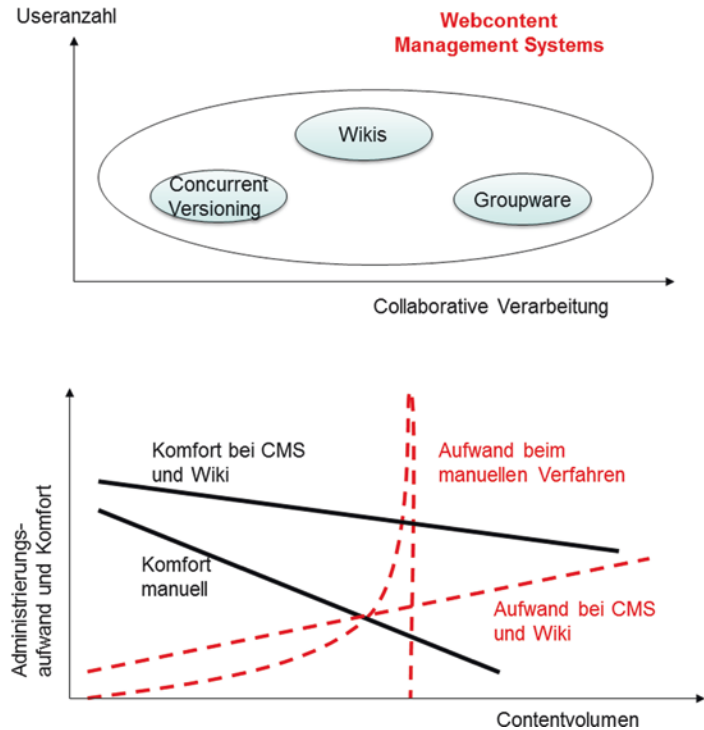 Useranzahl
Webcontent
Management Systems
Wikis
Concurrent
Versioning
Groupware
Collaborative Verarbeitung
Administrierungs-
aufwand und Komfort
Komfort bei CMS
und Wiki
Aufwand beim
manuellen Verfahren
Komfort
manuell
Aufwand bei CMS
und Wiki
Contentvolumen